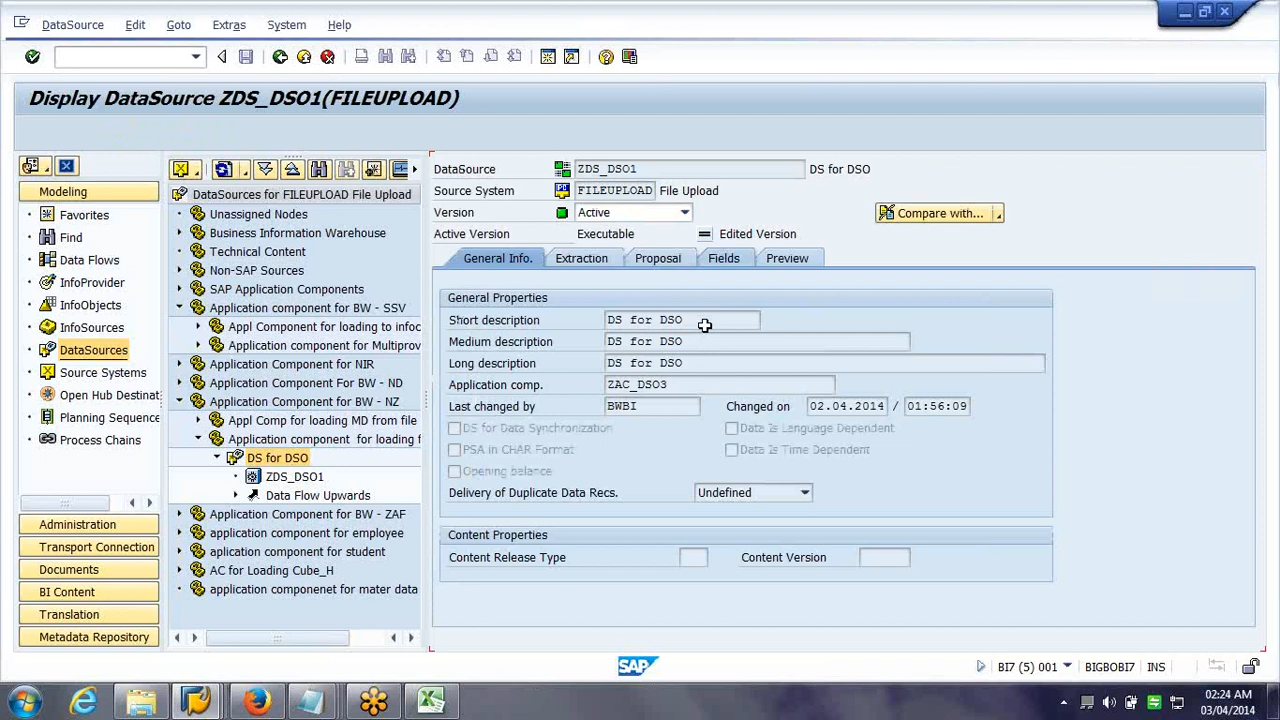 DataSource Edit Goto Extras System Help
Display DataSource ZDS_DSO1(FILEUPLOAD)
Modeling
Favorites
Find
Data Flows
InfoProvider
InfoObjects
InfoSources
DataSources
Source Systems
Open Hub Destinat
Planning Sequence
Process Chains
Administration
Transport Connection
Documents
BI Content
Translation
Metadata Repository
DataSources for FILEUPLOAD File Upload
Unassigned Nodes
Business Information Warehouse
Technical Content
Non-SAP Sources
SAP Application Components
Application component for BW - SSV
Appl Component for loading to infoc
Application Component for Multiprov
Application Component for NIR
Application Component For BW - ND
Application Component for BW - NZ
Appl Comp for loading MD from file
Application component  for loading f
DS for DSO
ZDS_DSO1
Data Flow Upwards
Application Component for BW - ZAF
application component for employee
aplication component for student
AC for Loading Cube_H
application componenet for mater data
DataSource ZDS_DSO1 DS for DSO
Source System FILEUPLOAD File Upload
Version Active Compare with...
Active Version Executable Edited Version
General Info. Extraction Proposal Fields Preview
General Properties
Short description DS for DSO
Medium description DS for DSO
Long description DS for DSO
Application comp. ZAC_DSO3
Last changed by BWBI Changed on 02.04.2014 / 01:56:09
DS for Data Synchronization Data Is Language Dependent
PSA in CHAR Format Data Is Time Dependent
Opening balance
Delivery of Duplicate Data Recs. Undefined
Content Properties
Content Release Type Content Version
SAP BI7 (5) 001 BIGBOBI7 INS
02:24 AM
03/04/2014